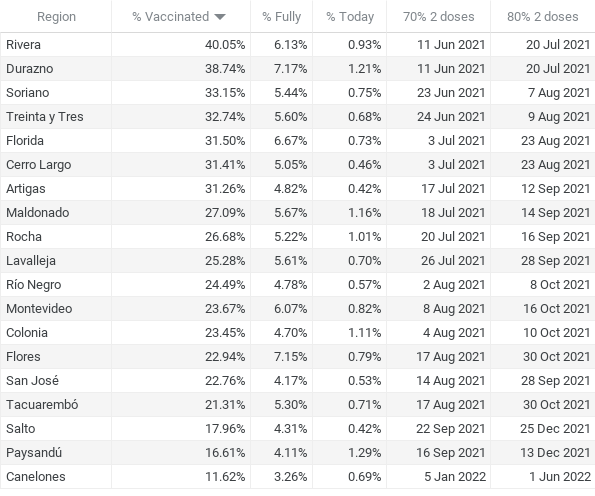 Region % Vaccinated % Fully % Today 70% 2 doses 80% 2 doses
Rivera 40.05% 6.13% 0.93% 11 Jun 2021 20 Jul 2021
Durazno 38.74% 7.17% 1.21% 11 Jun 2021 20 Jul 2021
Soriano 33.15% 5.44% 0.75% 23 Jun 2021 7 Aug 2021
Treinta y Tres 32.74% 5.60% 0.68% 24 Jun 2021 9 Aug 2021
Florida 31.50% 6.67% 0.73% 3 Jul 2021 23 Aug 2021
Cerro Largo 31.41% 5.05% 0.46% 3 Jul 2021 23 Aug 2021
Artigas 31.26% 4.82% 0.42% 17 Jul 2021 12 Sep 2021
Maldonado 27.09% 5.67% 1.16% 18 Jul 2021 14 Sep 2021
Rocha 26.68% 5.22% 1.01% 20 Jul 2021 16 Sep 2021
Lavalleja 25.28% 5.61% 0.70% 26 Jul 2021 28 Sep 2021
Río Negro 24.49% 4.78% 0.57% 2 Aug 2021 8 Oct 2021
Montevideo 23.67% 6.07% 0.82% 8 Aug 2021 16 Oct 2021
Colonia 23.45% 4.70% 1.11% 4 Aug 2021 10 Oct 2021
Flores 22.94% 7.15% 0.79% 17 Aug 2021 30 Oct 2021
San José 22.76% 4.17% 0.53% 14 Aug 2021 28 Sep 2021
Tacuarembó 21.31% 5.30% 0.71% 17 Aug 2021 30 Oct 2021
Salto 17.96% 4.31% 0.42% 22 Sep 2021 25 Dec 2021
Paysandú 16.61% 4.11% 1.29% 16 Sep 2021 13 Dec 2021
Canelones 11.62% 3.26% 0.69% 5 Jan 2022 1 Jun 2022